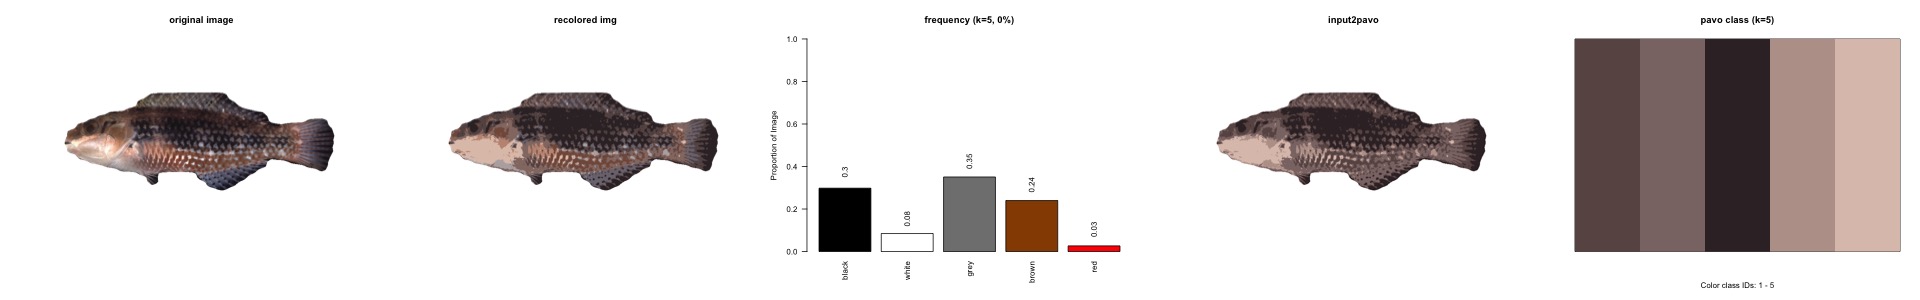 original image
recolored img
frequency (k=5, 0%)
input2pavo
pavo class (k=5)
Proportion of Image
1.0
0.8
0.6
0.4
0.2
0.0
0.3
0.08
0.35
0.24
0.03
black
white
grey
brown
red
Color class IDs: 1 - 5